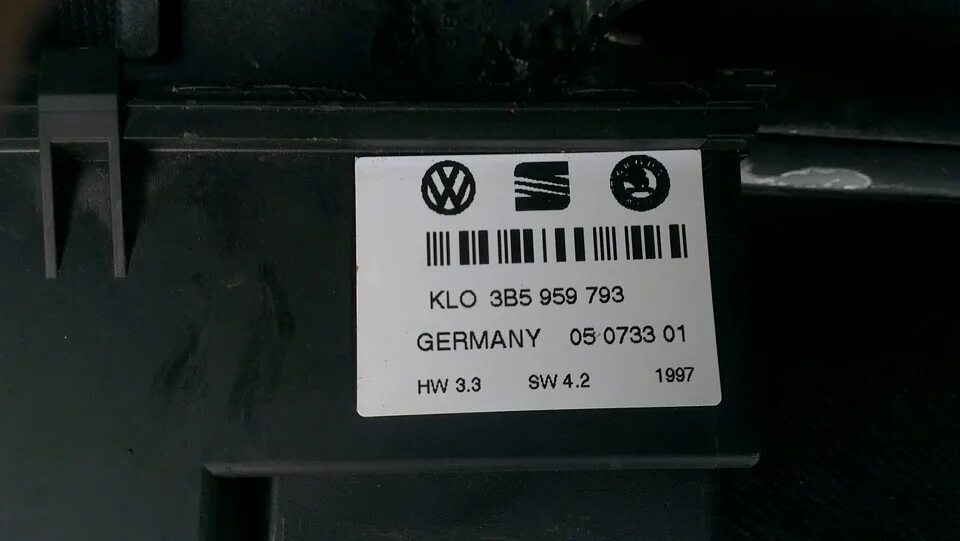 KLO 3B5 959 793
GERMANY 05 0733 01
HW 3.3 SW 4.2 1997